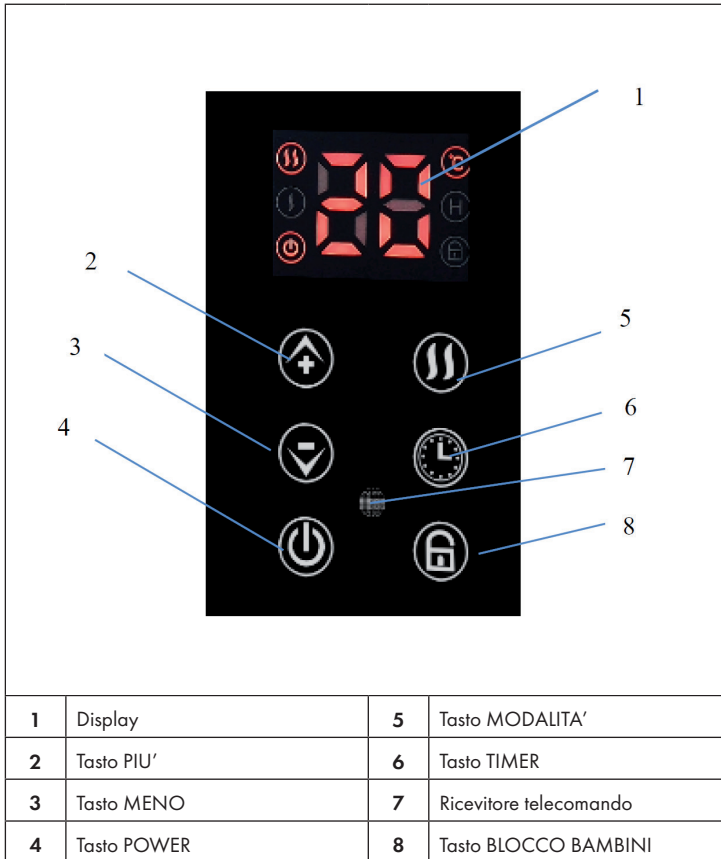 20
°C
H
1
2
3
4
5
6
7
8
1 Display 5 Tasto MODALITA’
2 Tasto PIU’ 6 Tasto TIMER
3 Tasto MENO 7 Ricevitore telecomando
4 Tasto POWER 8 Tasto BLOCCO BAMBINI